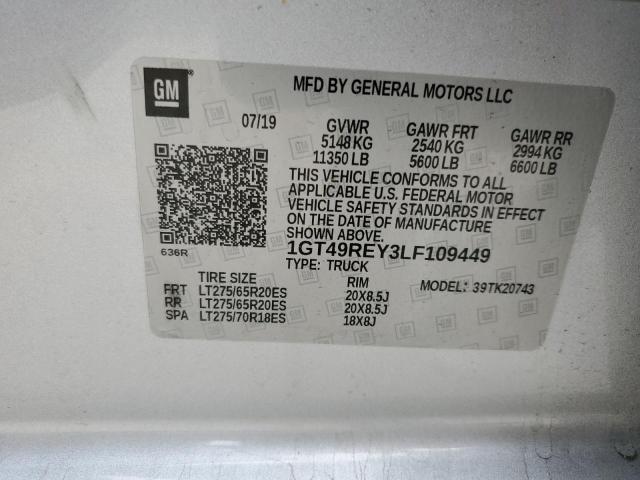 GM
MFD BY GENERAL MOTORS LLC
07/19 GVWR GAWR FRT GAWR RR
5148 KG 2540 KG 2994 KG
11350 LB 5600 LB 6600 LB
THIS VEHICLE CONFORMS TO ALL
APPLICABLE U.S. FEDERAL MOTOR
VEHICLE SAFETY STANDARDS IN EFFECT
ON THE DATE OF MANUFACTURE
SHOWN ABOVE.
636R
1GT49REY3LF109449
TYPE: TRUCK
TIRE SIZE RIM MODEL: 39TK20743
FRT LT275/65R20ES 20X8.5J
RR LT275/65R20ES 20X8.5J
SPA LT275/70R18ES 18X8J